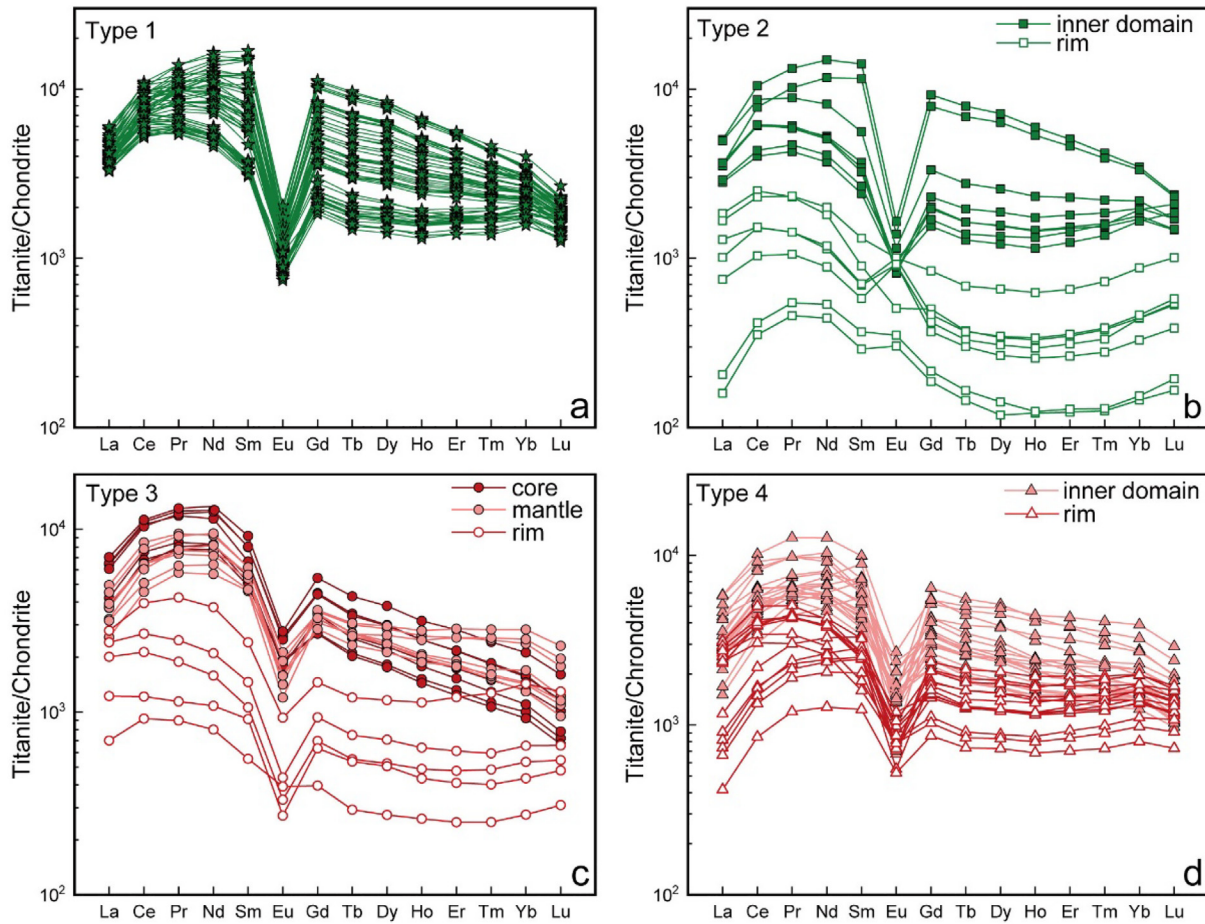 Type 1
Titanite/Chondrite
10⁴
10³
10²
La Ce Pr Nd Sm Eu Gd Tb Dy Ho Er Tm Yb Lu
a
Type 2
inner domain
rim
Titanite/Chondrite
10⁴
10³
10²
La Ce Pr Nd Sm Eu Gd Tb Dy Ho Er Tm Yb Lu
b
Type 3
core
mantle
rim
Titanite/Chrondrite
10⁴
10³
10²
La Ce Pr Nd Sm Eu Gd Tb Dy Ho Er Tm Yb Lu
c
Type 4
inner domain
rim
Titanite/Chrondrite
10⁴
10³
10²
La Ce Pr Nd Sm Eu Gd Tb Dy Ho Er Tm Yb Lu
d